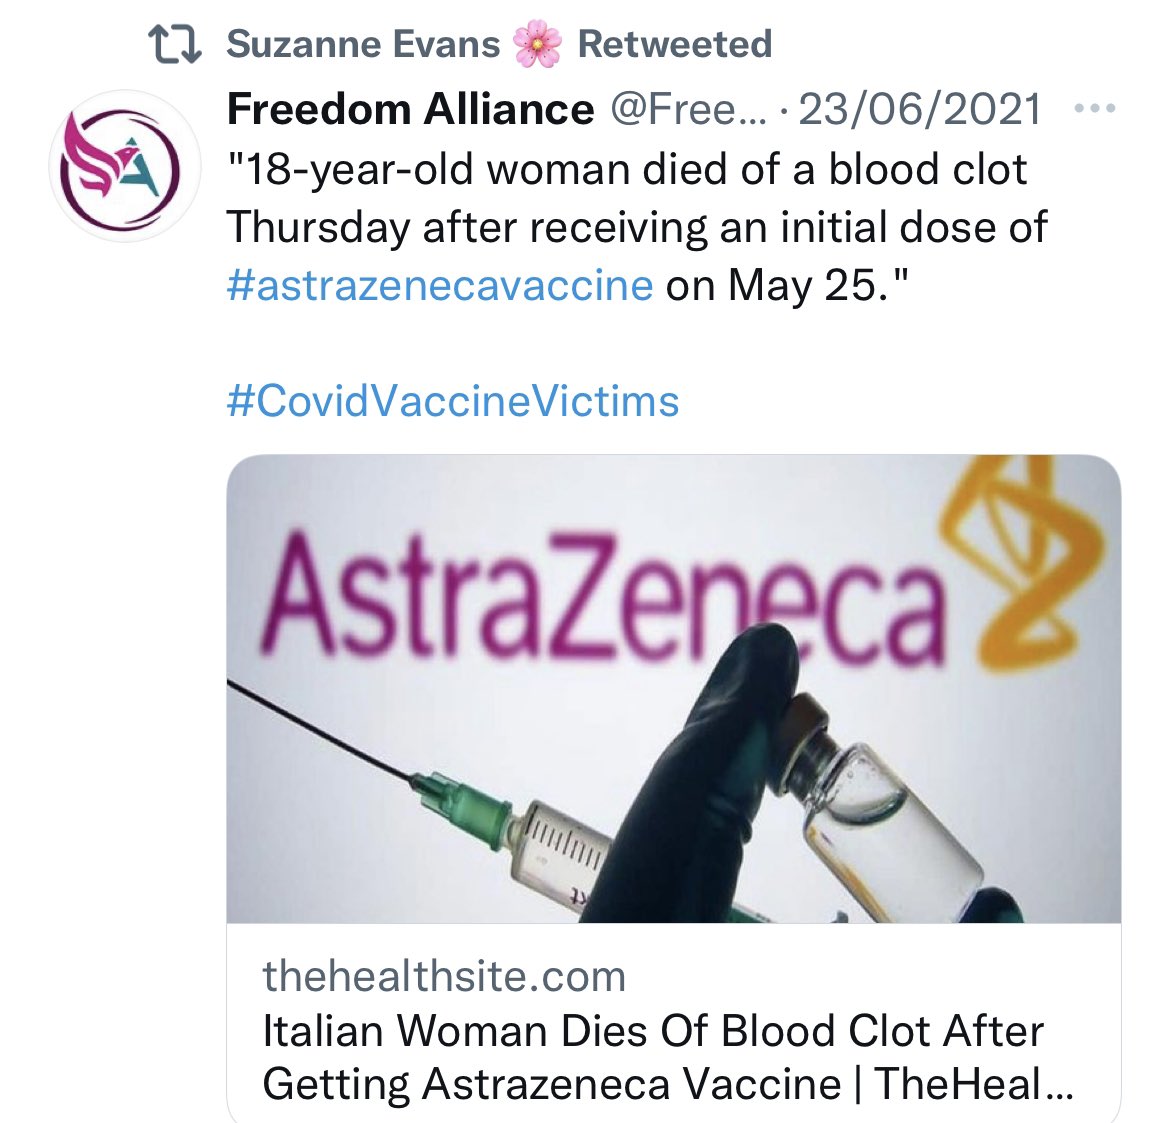 Suzanne Evans 🌸 Retweeted
Freedom Alliance @Free... · 23/06/2021
"18-year-old woman died of a blood clot
Thursday after receiving an initial dose of
#astrazenecavaccine on May 25."
#CovidVaccineVictims
AstraZeneca
thehealthsite.com
Italian Woman Dies Of Blood Clot After
Getting Astrazeneca Vaccine | TheHeal...